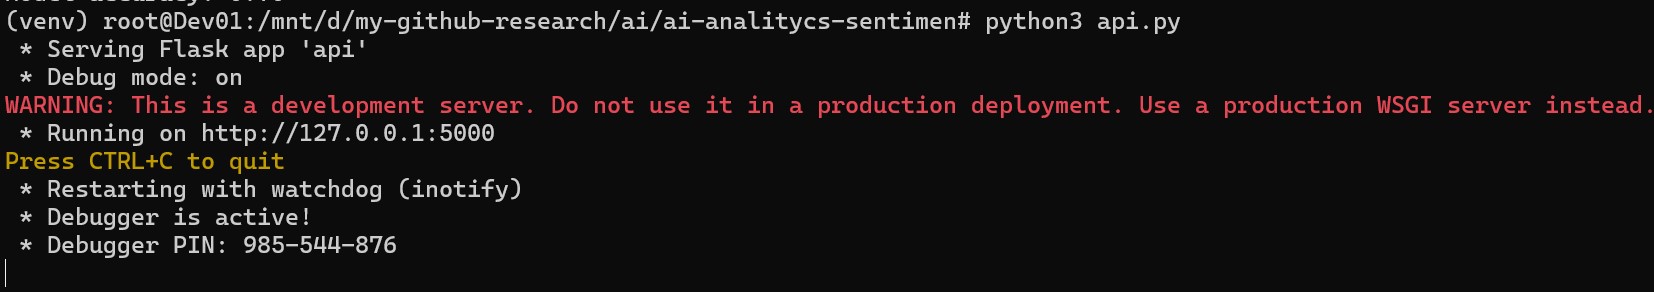 (venv) root@Dev01:/mnt/d/my-github-research/ai/ai-analitycs-sentimen# python3 api.py
 * Serving Flask app 'api'
 * Debug mode: on
WARNING: This is a development server. Do not use it in a production deployment. Use a production WSGI server instead.
 * Running on http://127.0.0.1:5000
Press CTRL+C to quit
 * Restarting with watchdog (inotify)
 * Debugger is active!
 * Debugger PIN: 985-544-876